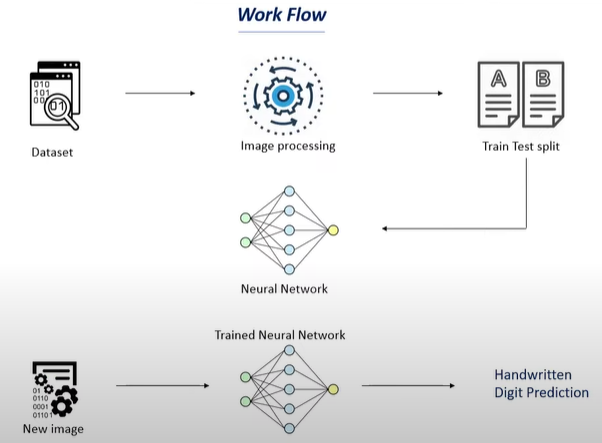 Work Flow
010
101
00
01
A
B
Dataset
Image processing
Train Test split
Neural Network
Trained Neural Network
01
0110
0001
01101
New image
Handwritten
Digit Prediction